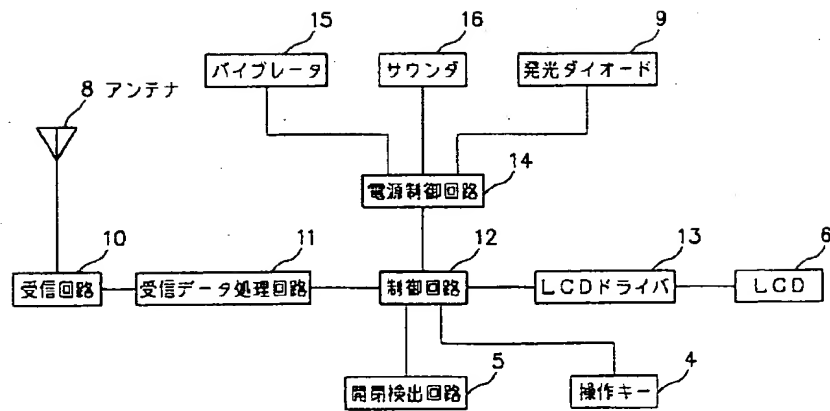 15
16
9
バイブレータ
サウンダ
発光ダイオード
8 アンテナ
電源制御回路
14
10
11
12
13
6
受信回路
受信データ処理回路
制御回路
LCDドライバ
LCD
開閉検出回路
5
操作キー
4